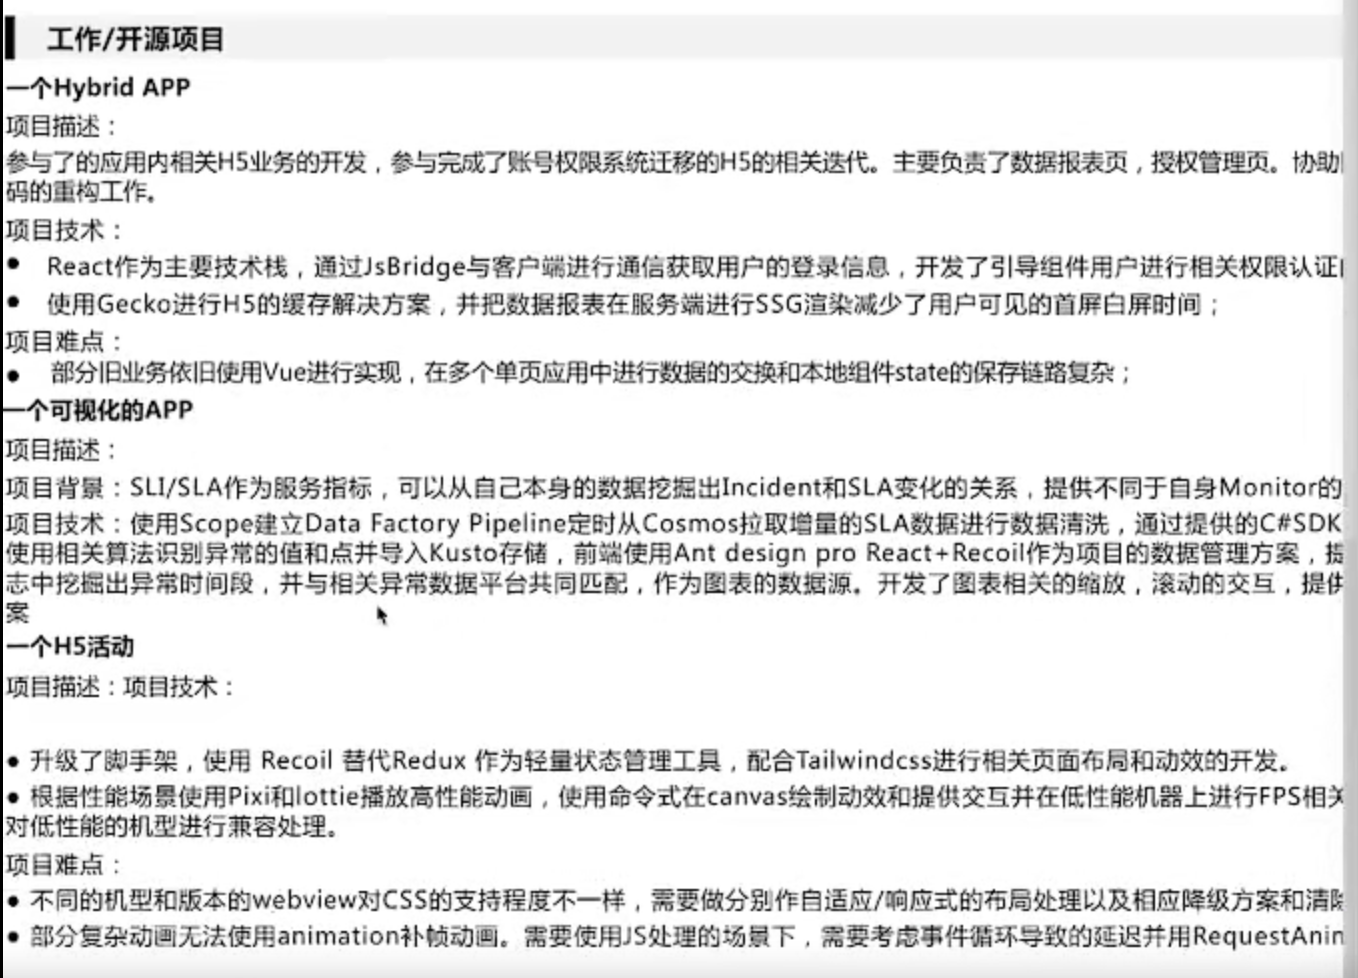 工作/开源项目
一个Hybrid APP
项目描述：
参与了的应用内相关H5业务的开发，参与完成了账号权限系统迁移的H5的相关迭代。主要负责了数据报表页，授权管理页。协助
码的重构工作。
项目技术：
● React作为主要技术栈，通过JsBridge与客户端进行通信获取用户的登录信息，开发了引导组件用户进行相关权限认证
● 使用Gecko进行H5的缓存解决方案，并把数据报表在服务端进行SSG渲染减少了用户可见的首屏白屏时间；
项目难点：
● 部分旧业务依旧使用Vue进行实现，在多个单页应用中进行数据的交换和本地组件state的保存链路复杂；
一个可视化的APP
项目描述：
项目背景：SLI/SLA作为服务指标，可以从自己本身的数据挖掘出Incident和SLA变化的关系，提供不同于自身Monitor的
项目技术：使用Scope建立Data Factory Pipeline定时从Cosmos拉取增量的SLA数据进行数据清洗，通过提供的C#SDK
使用相关算法识别异常的值和点并导入Kusto存储，前端使用Ant design pro React+Recoil作为项目的数据管理方案，提
志中挖掘出异常时间段，并与相关异常数据平台共同匹配，作为图表的数据源。开发了图表相关的缩放，滚动的交互，提供
案
一个H5活动
项目描述：项目技术：
● 升级了脚手架，使用 Recoil 替代Redux 作为轻量状态管理工具，配合Tailwindcss进行相关页面布局和动效的开发。
● 根据性能场景使用Pixi和lottie播放高性能动画，使用命令式在canvas绘制动效和提供交互并在低性能机器上进行FPS相关
对低性能的机型进行兼容处理。
项目难点：
● 不同的机型和版本的webview对CSS的支持程度不一样，需要做分别作自适应/响应式的布局处理以及相应降级方案和清除
● 部分复杂动画无法使用animation补帧动画。需要使用JS处理的场景下，需要考虑事件循环导致的延迟并用RequestAnim